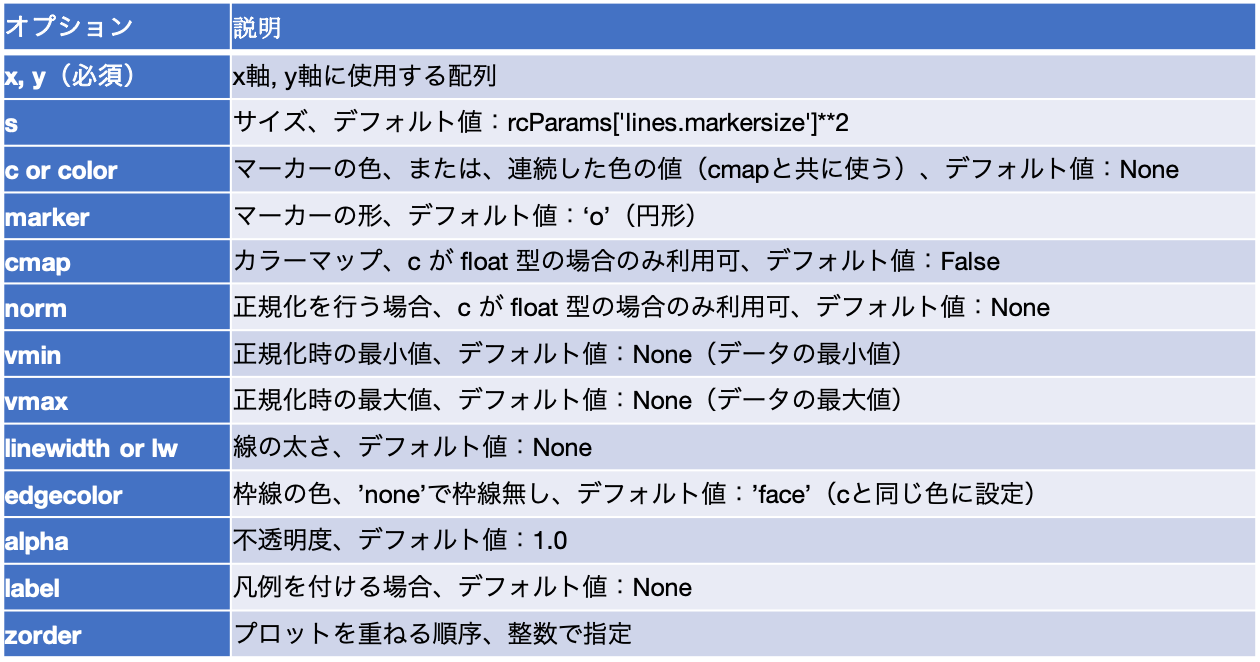 オプション 説明
x, y（必須） x軸, y軸に使用する配列
s サイズ、デフォルト値：rcParams['lines.markersize']**2
c or color マーカーの色、または、連続した色の値（cmapと共に使う）、デフォルト値：None
marker マーカーの形、デフォルト値：‘o’（円形）
cmap カラーマップ、c が float 型の場合のみ利用可、デフォルト値：False
norm 正規化を行う場合、c が float 型の場合のみ利用可、デフォルト値：None
vmin 正規化時の最小値、デフォルト値：None（データの最小値）
vmax 正規化時の最大値、デフォルト値：None（データの最大値）
linewidth or lw 線の太さ、デフォルト値：None
edgecolor 枠線の色、’none’で枠線無し、デフォルト値：’face’（cと同じ色に設定）
alpha 不透明度、デフォルト値：1.0
label 凡例を付ける場合、デフォルト値：None
zorder プロットを重ねる順序、整数で指定